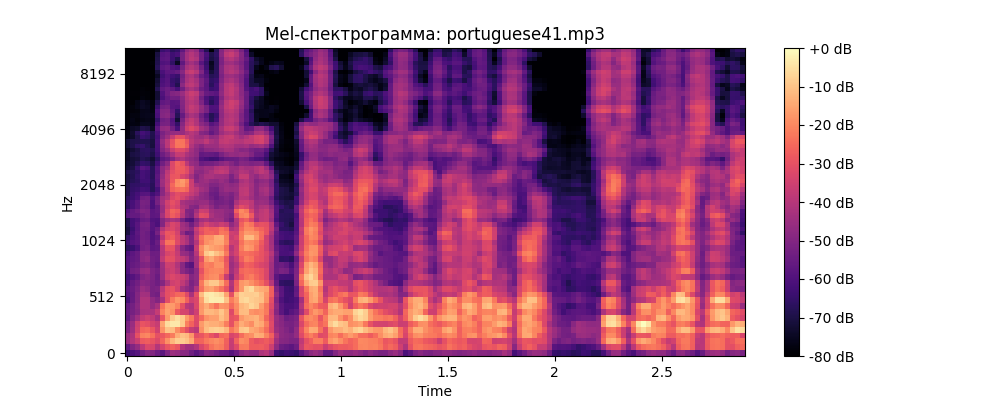 Mel-спектрограмма: portuguese41.mp3
Hz
8192
4096
2048
1024
512
0
0
0.5
1
1.5
2
2.5
Time
+0 dB
-10 dB
-20 dB
-30 dB
-40 dB
-50 dB
-60 dB
-70 dB
-80 dB